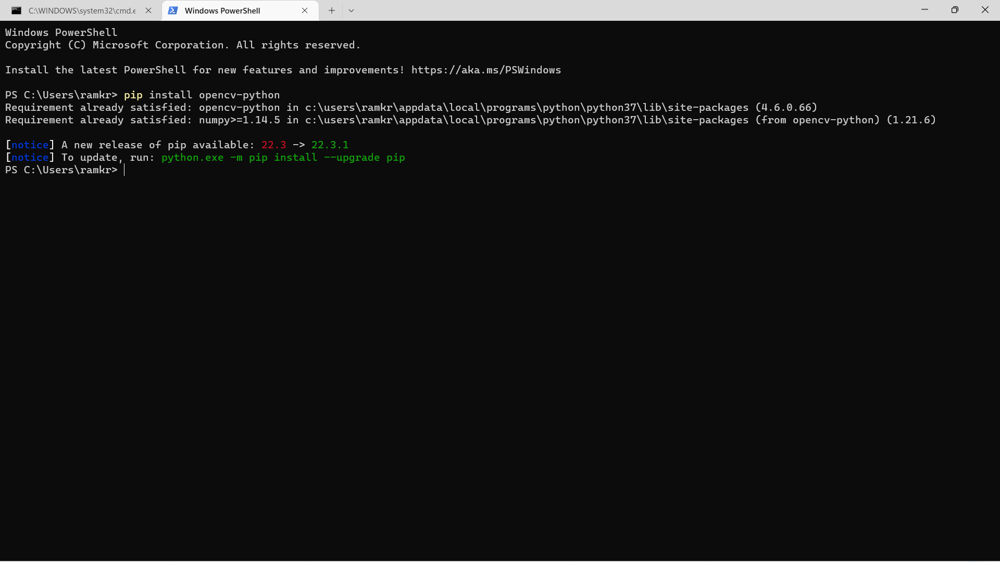 C:\WINDOWS\system32\cmd.e
Windows PowerShell
Windows PowerShell
Copyright (C) Microsoft Corporation. All rights reserved.
Install the latest PowerShell for new features and improvements! https://aka.ms/PSWindows
PS C:\Users\ramkr> pip install opencv-python
Requirement already satisfied: opencv-python in c:\users\ramkr\appdata\local\programs\python\python37\lib\site-packages (4.6.0.66)
Requirement already satisfied: numpy>=1.14.5 in c:\users\ramkr\appdata\local\programs\python\python37\lib\site-packages (from opencv-python) (1.21.6)
[notice] A new release of pip available: 22.3 -> 22.3.1
[notice] To update, run: python.exe -m pip install --upgrade pip
PS C:\Users\ramkr>